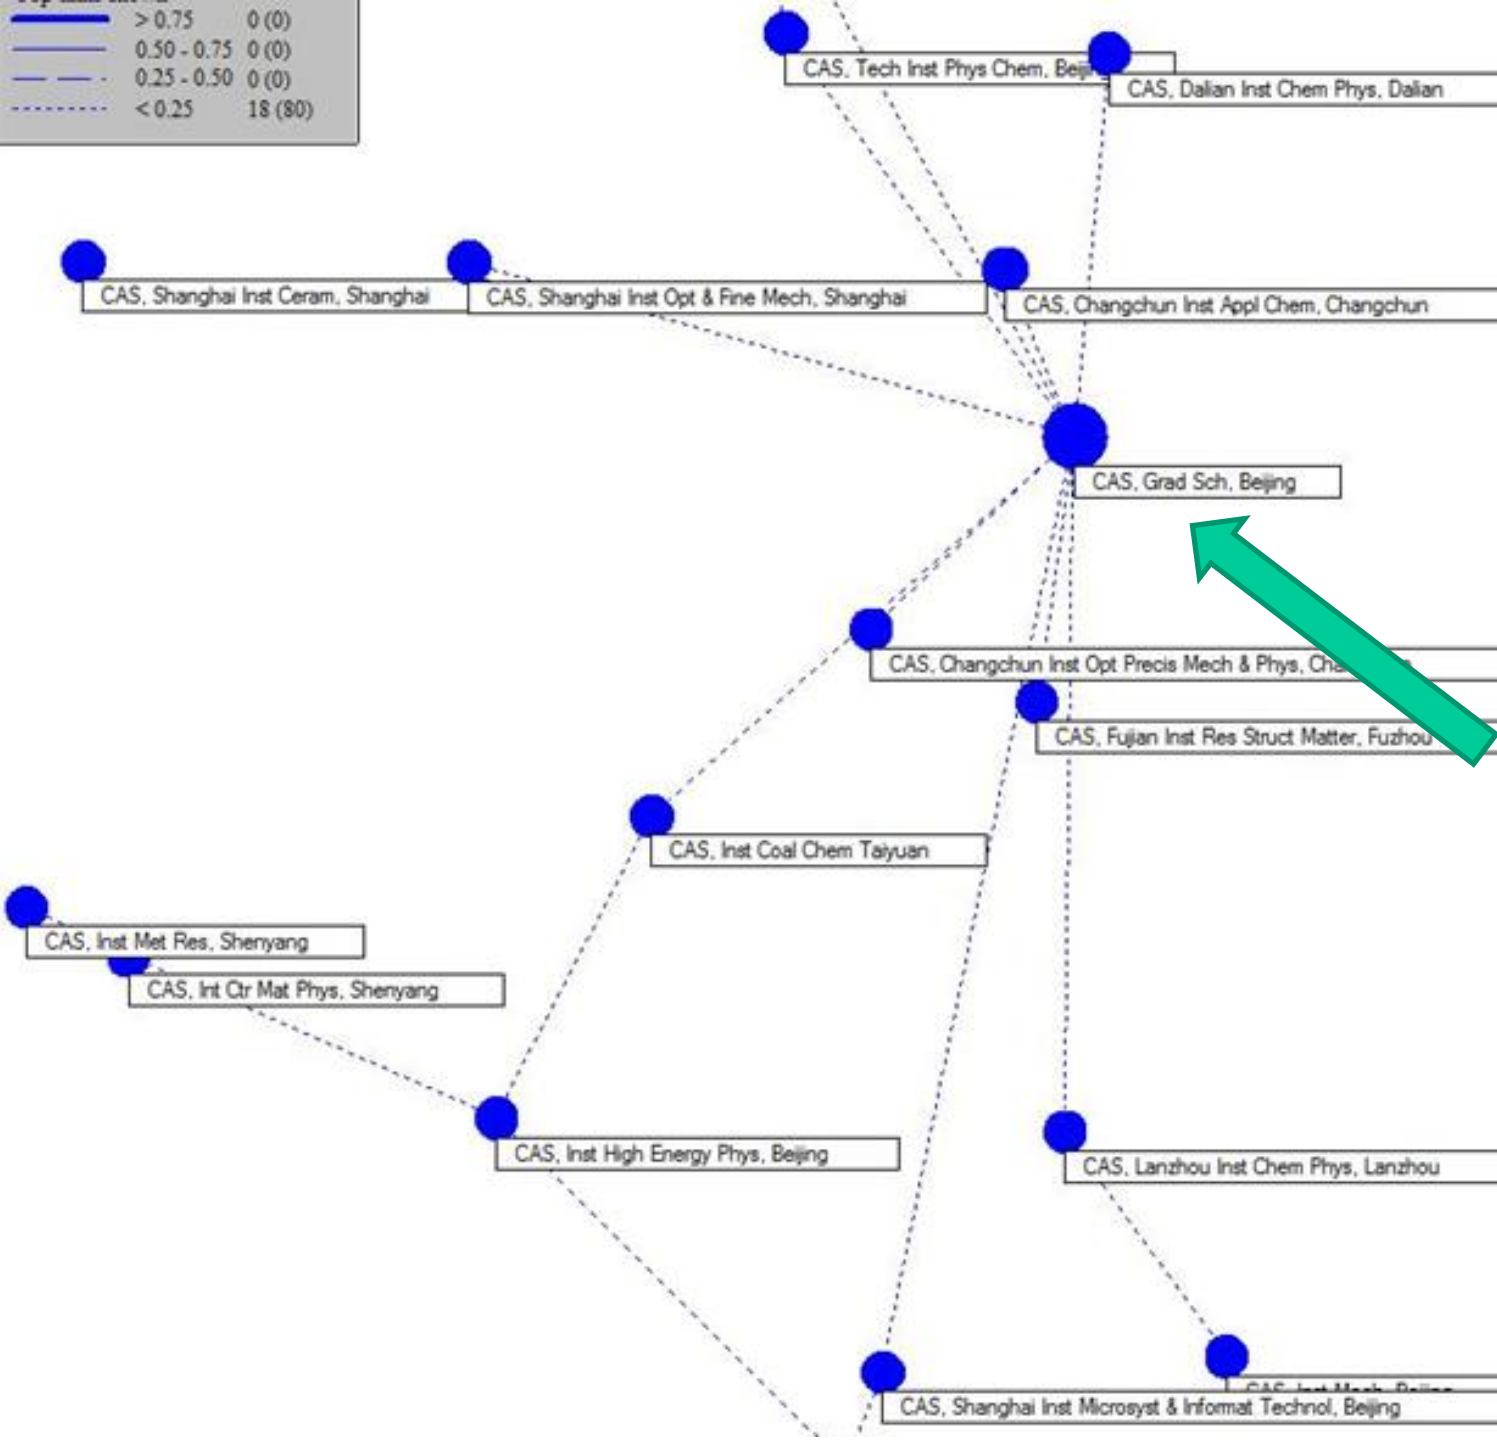 > 0.75 0 (0)
0.50 - 0.75 0 (0)
0.25 - 0.50 0 (0)
< 0.25 18 (80)
CAS, Tech Inst Phys Chem,
CAS, Dalian Inst Chem Phys, Dalian
CAS, Shanghai Inst Ceram, Shanghai
CAS, Shanghai Inst Opt & Fine Mech, Shanghai
CAS, Changchun Inst Appl Chem, Changchun
CAS, Grad Sch, Beijing
CAS, Changchun Inst Opt Precis Mech & Phys,
CAS, Fujian Inst Res Struct Matter, Fuzhou
CAS, Inst Coal Chem Taiyuan
CAS, Inst Met Res, Shenyang
CAS, Int Ctr Mat Phys, Shenyang
CAS, Inst High Energy Phys, Beijing
CAS, Lanzhou Inst Chem Phys, Lanzhou
CAS, Inst Mech, Beijing
CAS, Shanghai Inst Microsyst & Informat Technol, Beijing